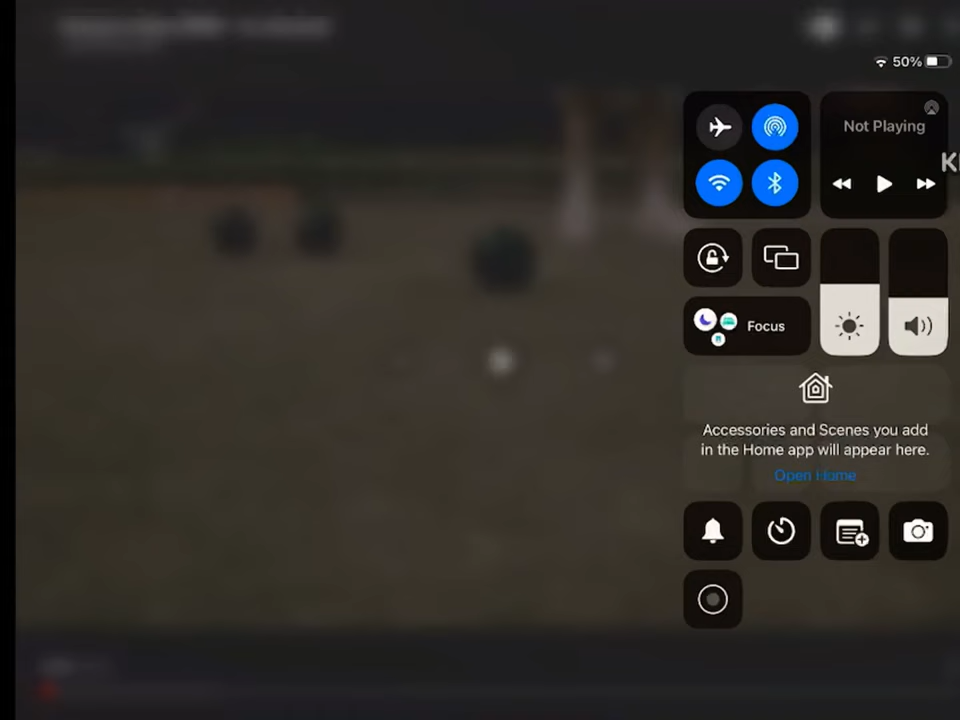 50%
Not Playing
K
Focus
Accessories and Scenes you add
in the Home app will appear here.
Open Home